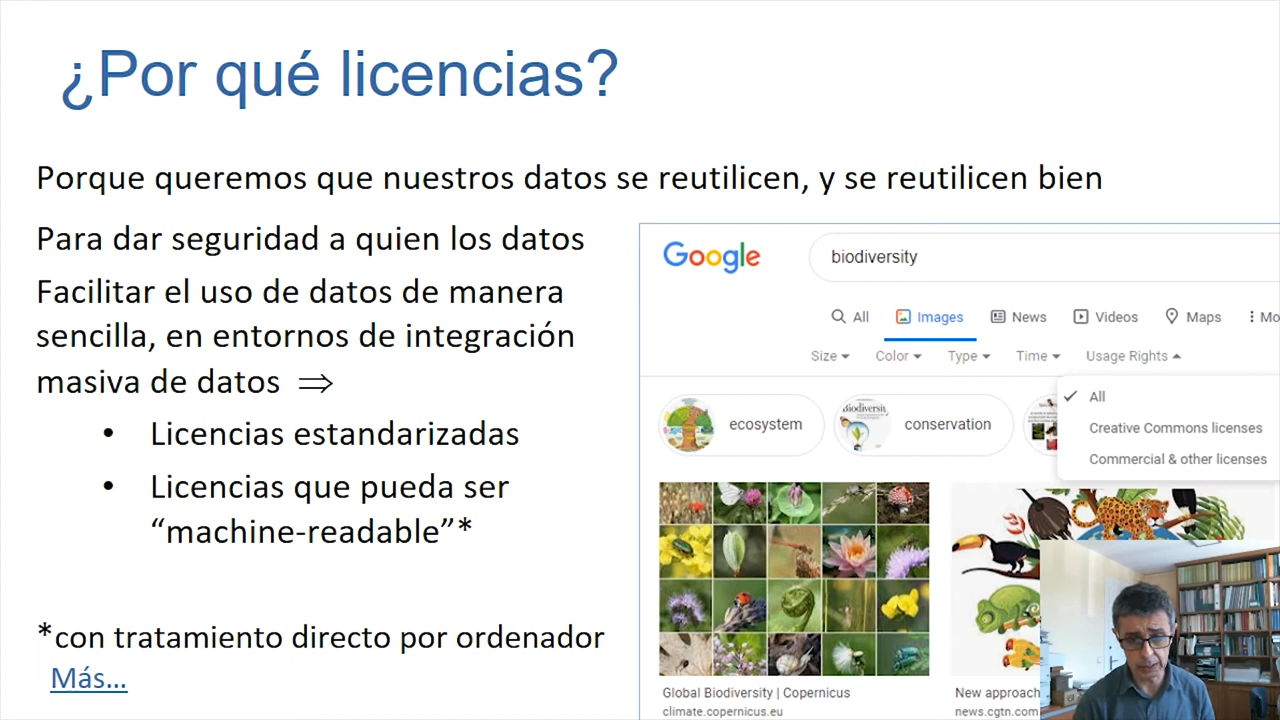 ¿Por qué licencias?
Porque queremos que nuestros datos se reutilicen, y se reutilicen bien
Para dar seguridad a quien los datos
Facilitar el uso de datos de manera
sencilla, en entornos de integración
masiva de datos ⇒
• Licencias estandarizadas
• Licencias que pueda ser
“machine-readable”*
*con tratamiento directo por ordenador
Más...
Google
biodiversity
All Images News Videos Maps Mo
Size Color Type Time Usage Rights
All
Creative Commons licenses
Commercial & other licenses
ecosystem
Biodiversity
conservation
Global Biodiversity | Copernicus
climate.copernicus.eu
New approach
news.cgtn.com